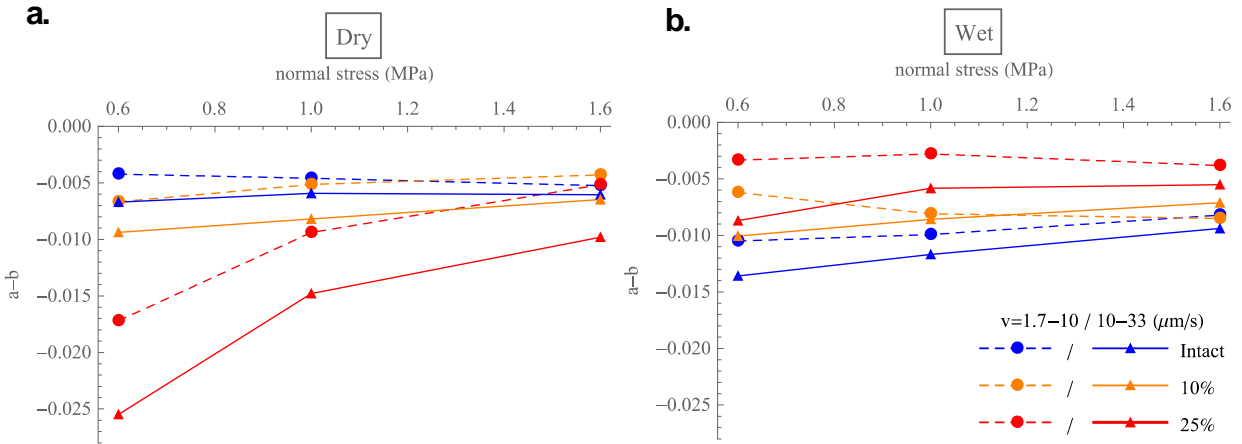 a.
Dry
normal stress (MPa)
0.6 0.8 1.0 1.2 1.4 1.6
0.000
−0.005
−0.010
−0.015
−0.020
−0.025
a−b
b.
Wet
normal stress (MPa)
0.6 0.8 1.0 1.2 1.4 1.6
0.000
−0.005
−0.010
−0.015
−0.020
−0.025
a−b
v=1.7−10 / 10−33 (μm/s)
/ Intact
/ 10%
/ 25%